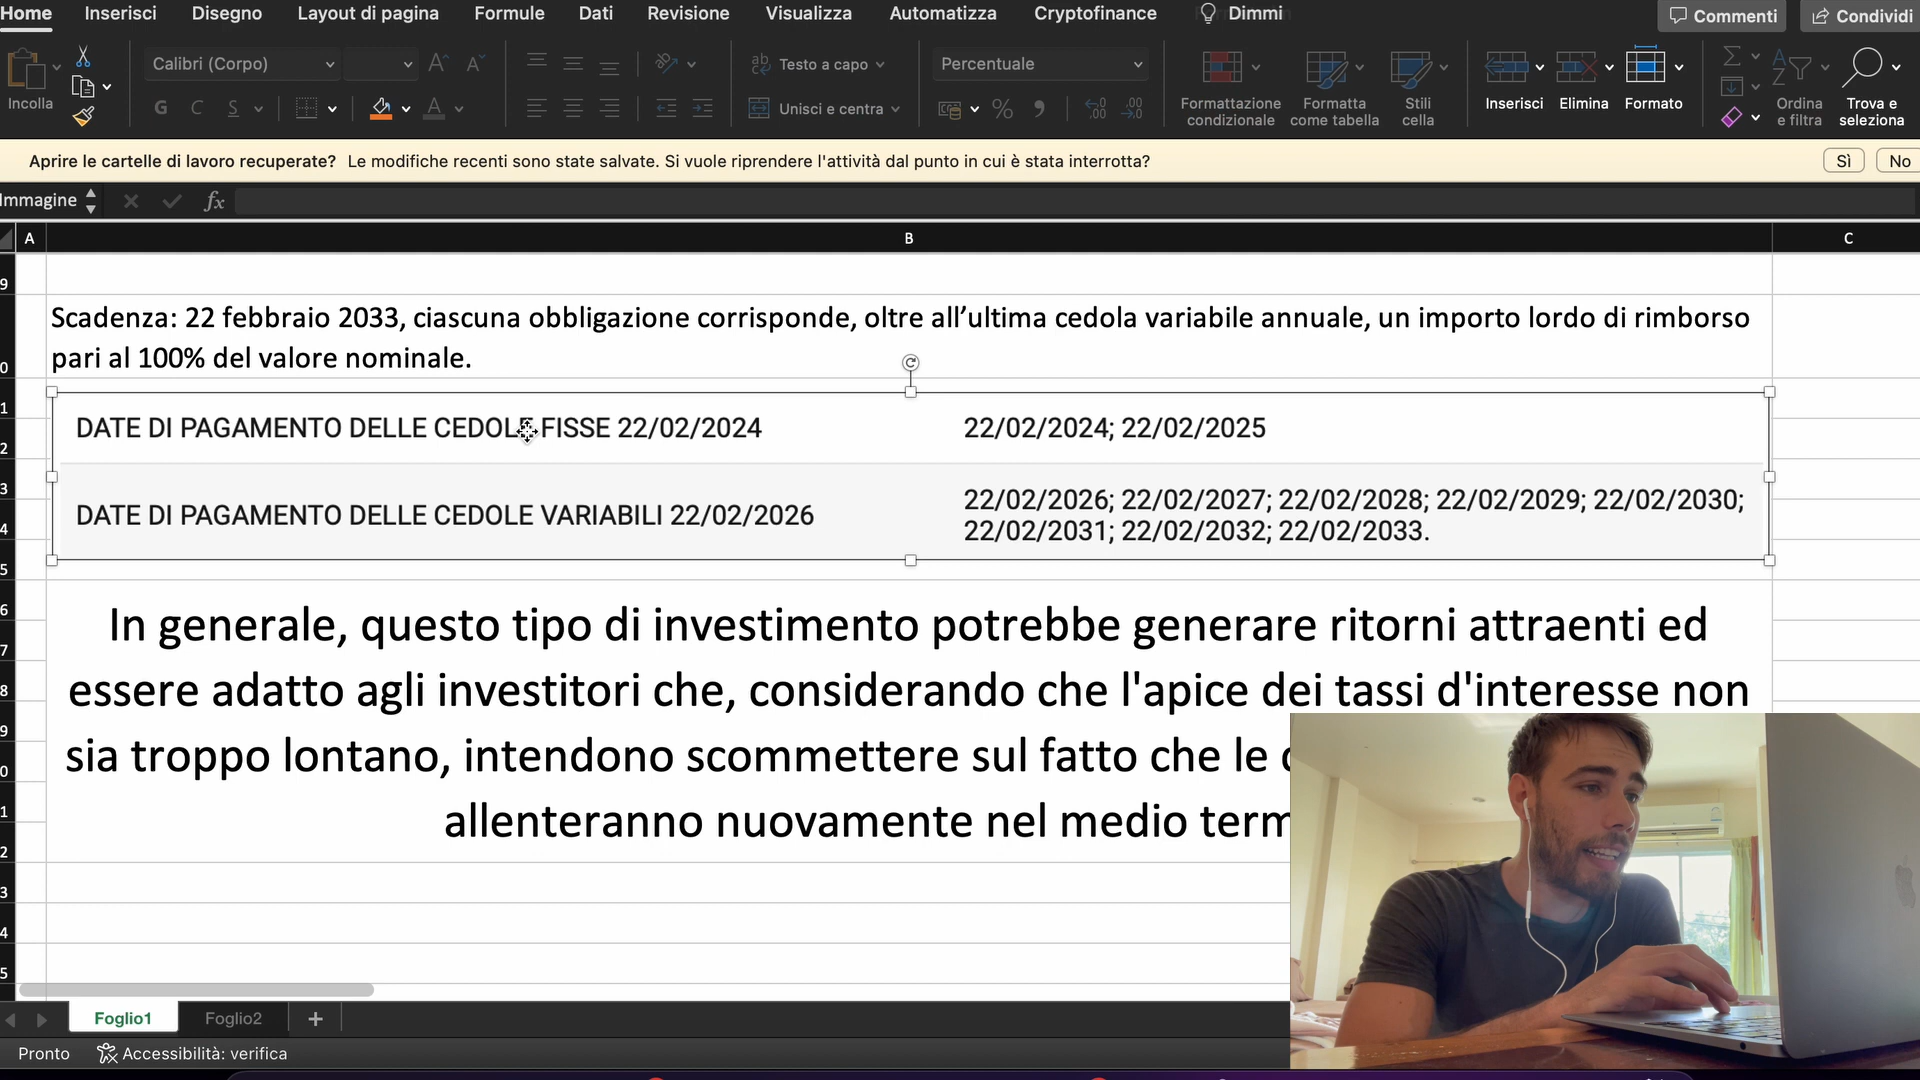 Home Inserisci Disegno Layout di pagina Formule Dati Revisione Visualizza Automatizza Cryptofinance Dimmi Commenti Condividi
Calibri (Corpo) Testo a capo Percentuale
Incolla G C S Unisci e centra % Formattazione condizionale Formatta come tabella Stili cella Inserisci Elimina Formato Ordina e filtra Trova e seleziona
Aprire le cartelle di lavoro recuperate? Le modifiche recenti sono state salvate. Si vuole riprendere l'attività dal punto in cui è stata interrotta? Sì No
Immagine fx
A B C
Scadenza: 22 febbraio 2033, ciascuna obbligazione corrisponde, oltre all’ultima cedola variabile annuale, un importo lordo di rimborso
pari al 100% del valore nominale.
DATE DI PAGAMENTO DELLE CEDOLE FISSE 22/02/2024 22/02/2024; 22/02/2025
DATE DI PAGAMENTO DELLE CEDOLE VARIABILI 22/02/2026 22/02/2026; 22/02/2027; 22/02/2028; 22/02/2029; 22/02/2030;
22/02/2031; 22/02/2032; 22/02/2033.
In generale, questo tipo di investimento potrebbe generare ritorni attraenti ed
essere adatto agli investitori che, considerando che l'apice dei tassi d'interesse non
sia troppo lontano, intendono scommettere sul fatto che le
allenteranno nuovamente nel medio
Foglio1 Foglio2 +
Pronto Accessibilità: verifica